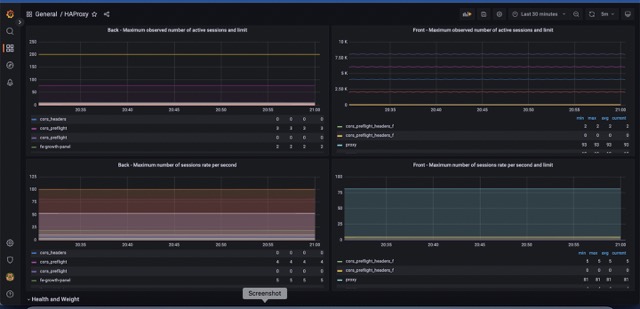 General / HAProxy
Last 30 minutes
5m
Back - Maximum observed number of active sessions and limit
250
200
150
100
50
0
20:35 20:40 20:45 20:50 20:55 21:00
cors_headers 0 0 0 0
cors_preflight 3 3 3 3
cors_preflight 0 0 0 0
fw-growth-panel 2 2 2 2
Front - Maximum observed number of active sessions and limit
10 K
7.50 K
5 K
2.50 K
0
20:35 20:40 20:45 20:50 20:55 21:00
min max avg current
cors_preflight_headers_f 2 2 2 2
cors_preflight_headers_f 0 0 0 0
proxy 93 93 93 93
Back - Maximum number of sessions rate per second
125
100
75
50
25
0
20:35 20:40 20:45 20:50 20:55 21:00
cors_headers 0 0 0 0
cors_preflight 4 4 4 4
cors_preflight 0 0 0 0
fw-growth-panel 5 5 5 5
Front - Maximum number of sessions rate per second and limit
100
75
50
25
0
20:35 20:40 20:45 20:50 20:55 21:00
min max avg current
cors_preflight_headers_f 5 5 5
cors_preflight_headers_f 0 0 0
proxy 81 81 81 81
Screenshot
Health and Weight